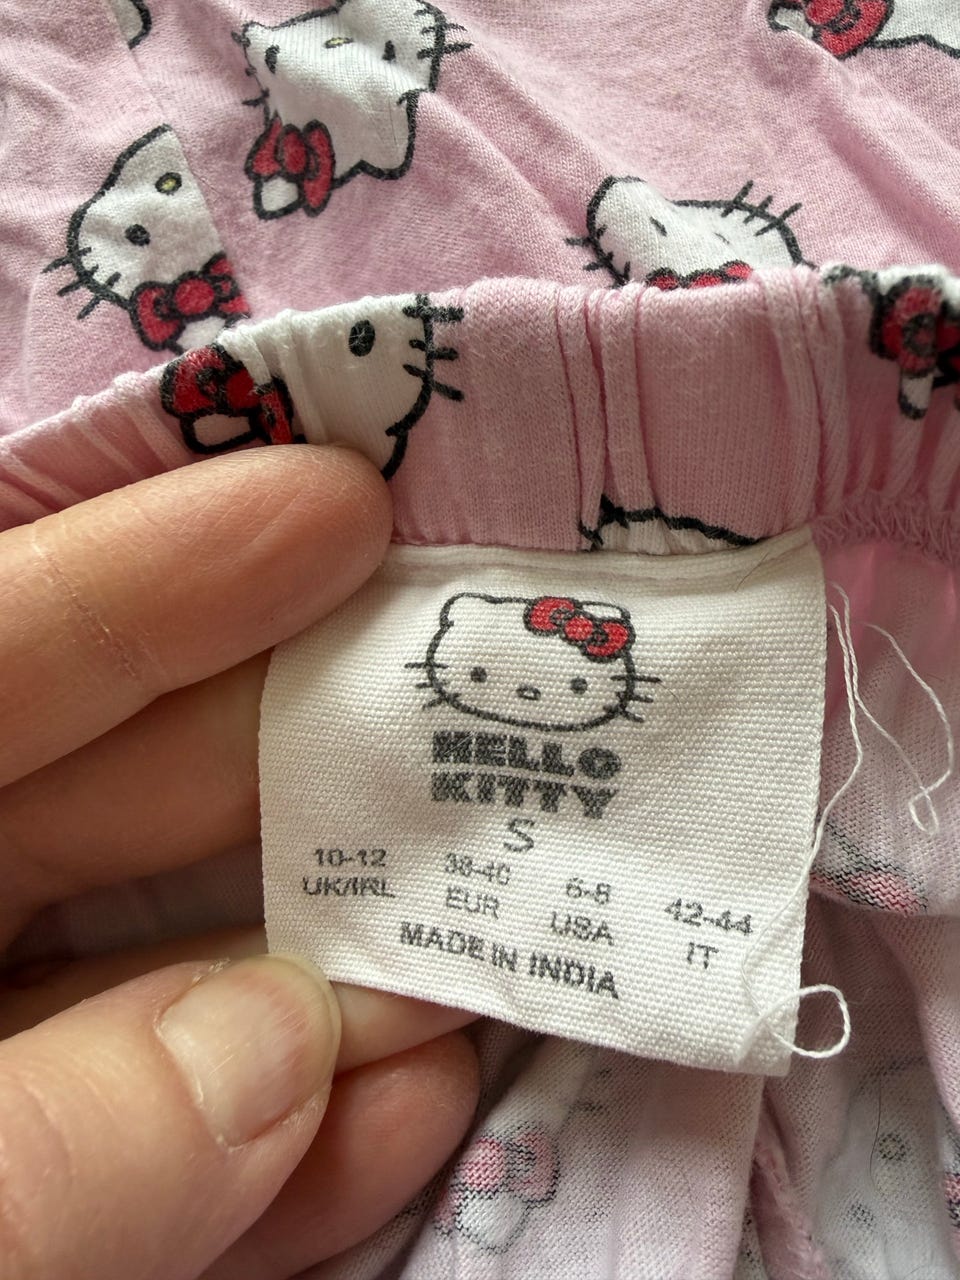 HELLO
KITTY
S
10-12 38-40 6-8 42-44
UK/IRL EUR USA IT
MADE IN INDIA